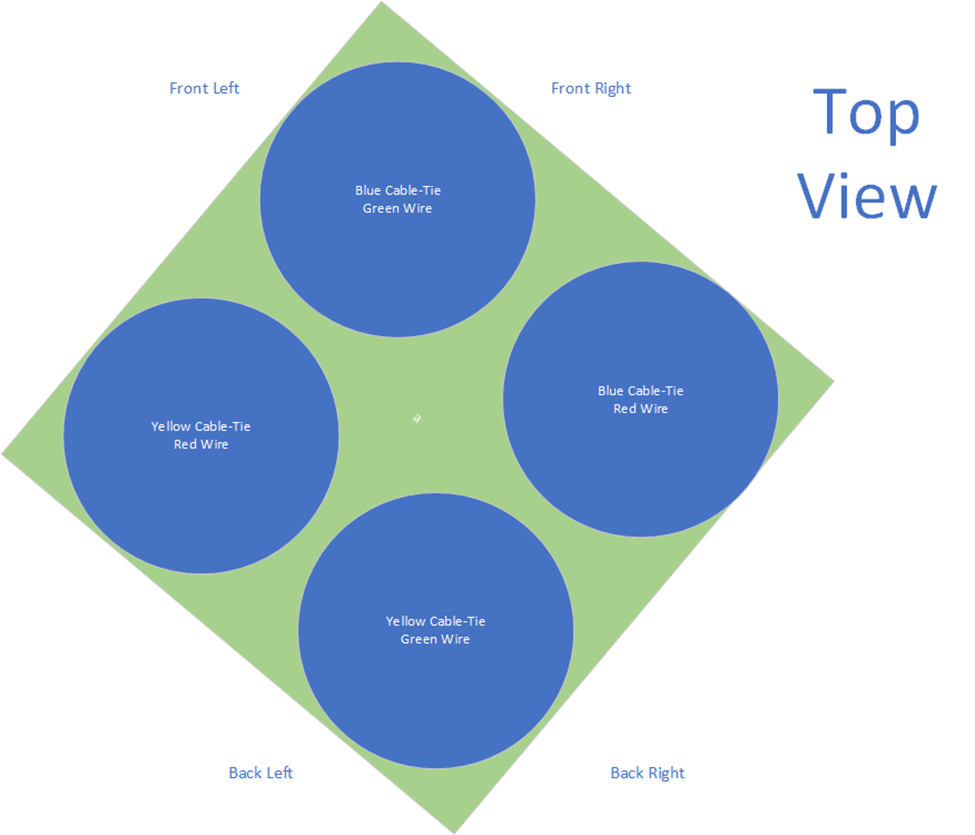 Front Left
Front Right
Top
View
Blue Cable-Tie
Green Wire
Blue Cable-Tie
Red Wire
Yellow Cable-Tie
Red Wire
a
Yellow Cable-Tie
Green Wire
Back Left
Back Right